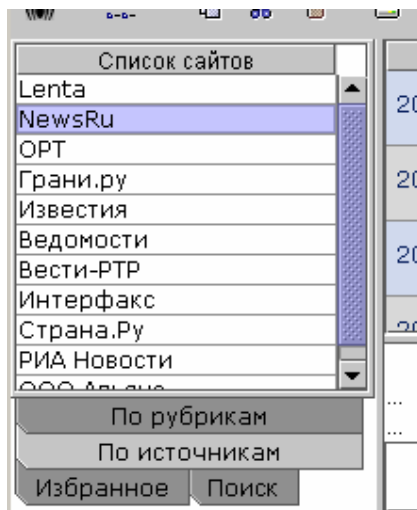 Список сайтов
Lenta
NewsRu
ОРТ
Грани.ру
Известия
Ведомости
Вести-РТР
Интерфакс
Страна.Ру
РИА Новости
По рубрикам
По источникам
Избранное Поиск